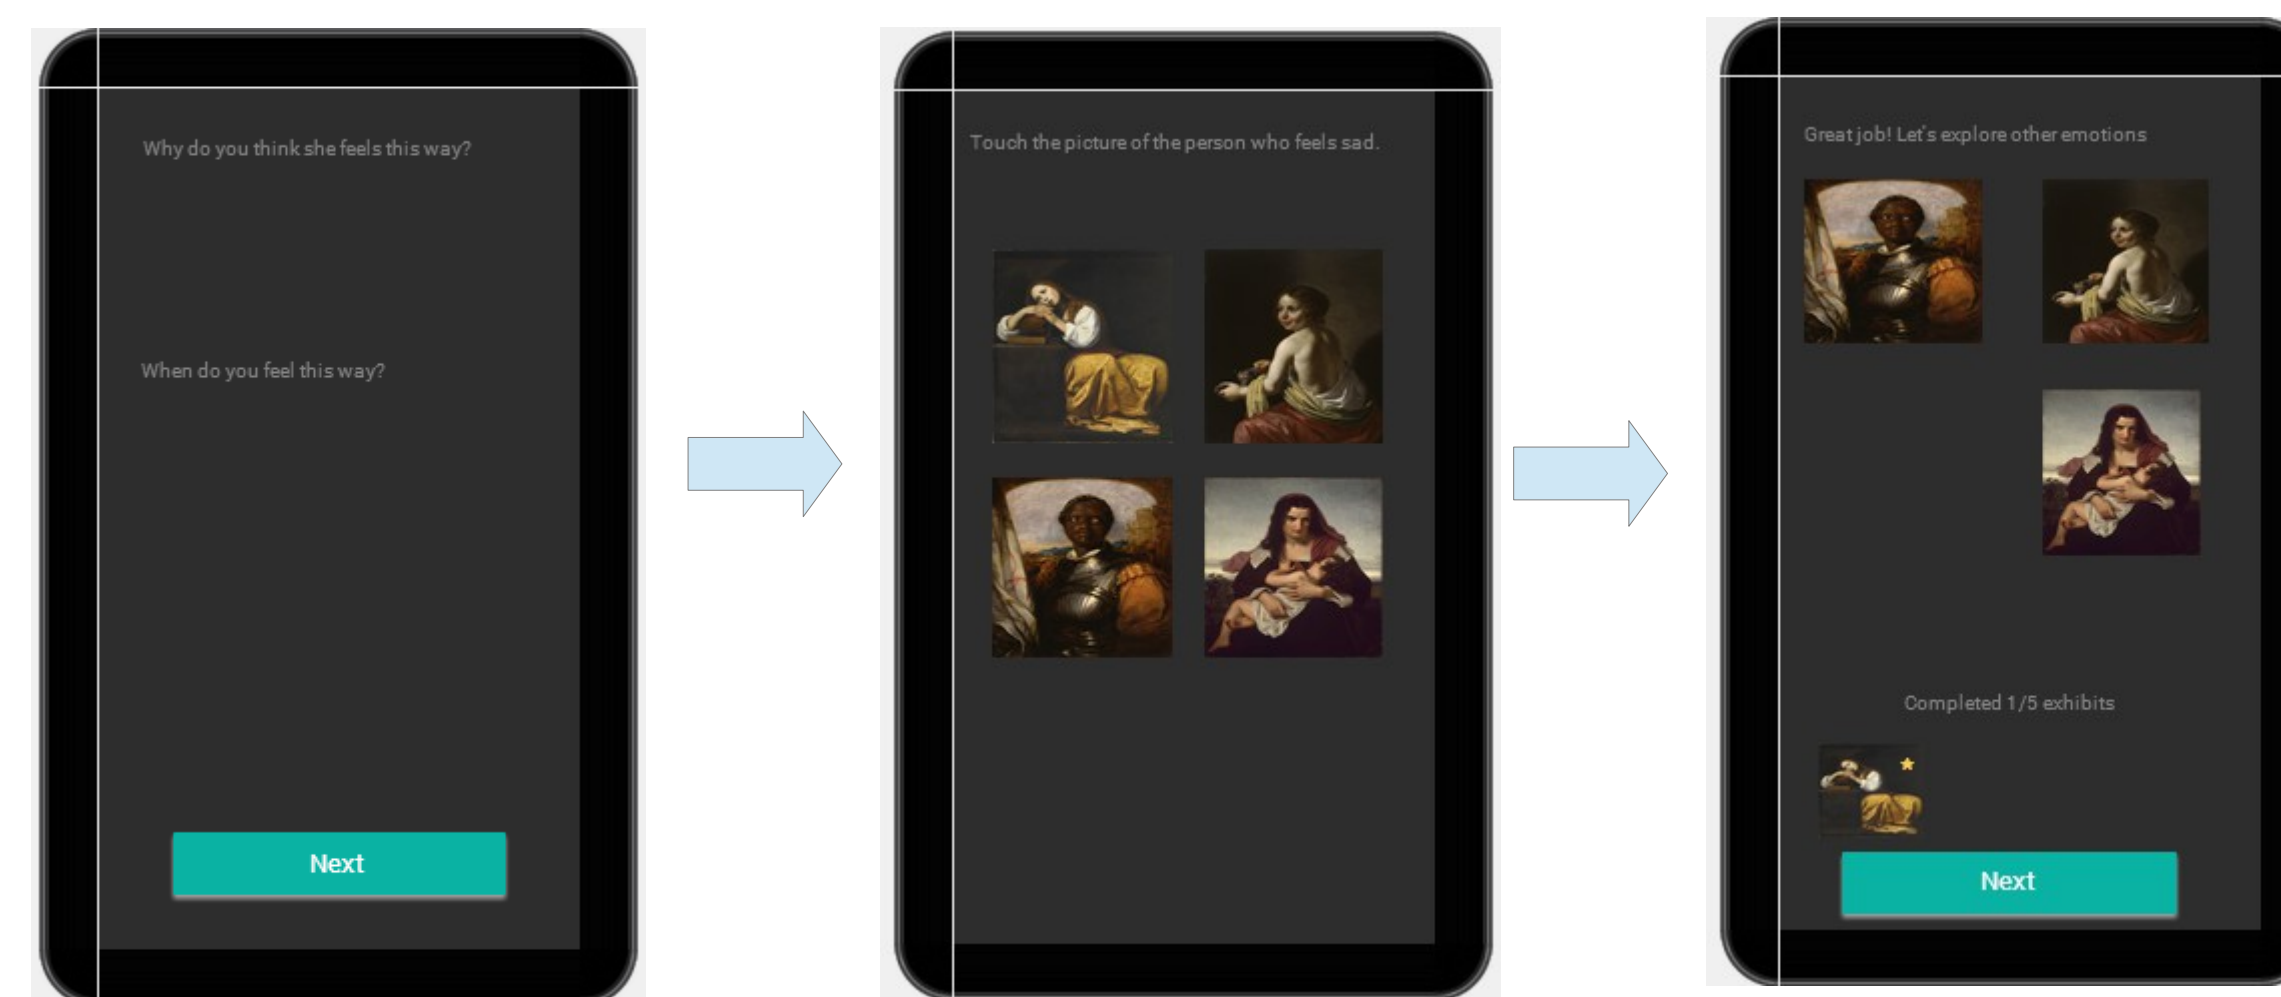 Why do you think she feels this way?
When do you feel this way?
Next
Touch the picture of the person who feels sad.
Great job! Let's explore other emotions
Completed 1/5 exhibits
Next